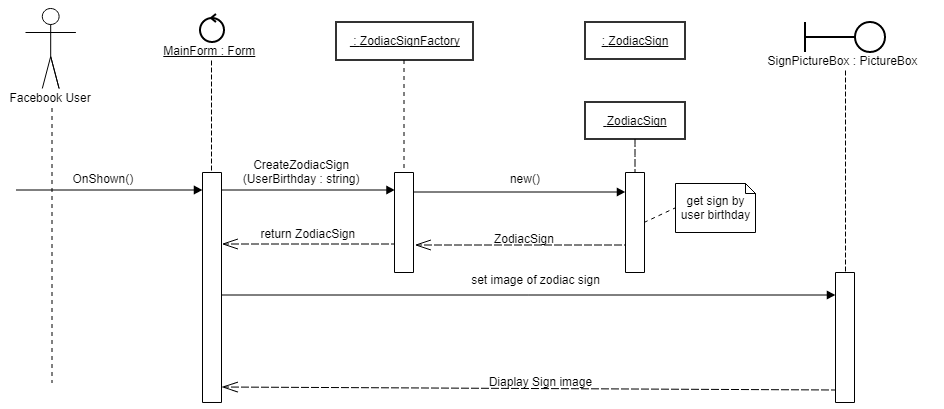 : ZodiacSignFactory
: ZodiacSign
MainForm : Form
SignPictureBox : PictureBox
Facebook User
ZodiacSign
CreateZodiacSign
(UserBirthday : string)
OnShown()
new()
get sign by
user birthday
return ZodiacSign
ZodiacSign
set image of zodiac sign
Diaplay Sign image